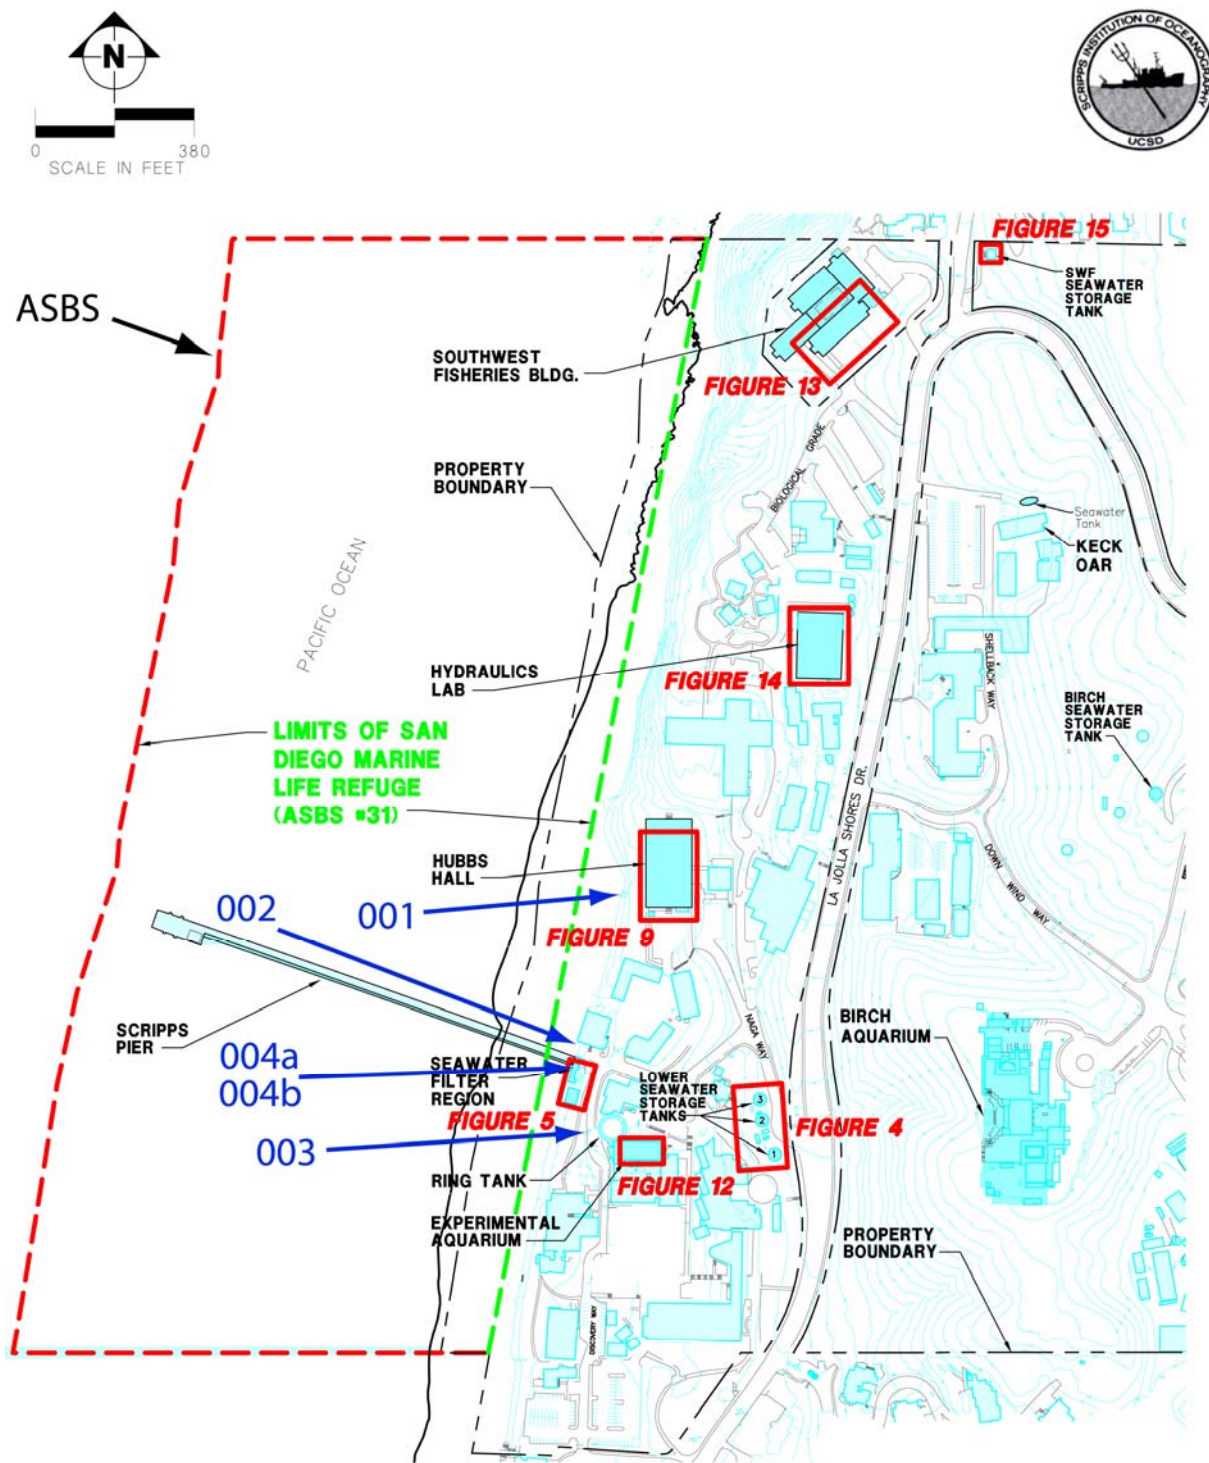 N
0 380
SCALE IN FEET
SCRIPPS INSTITUTION OF OCEANOGRAPHY
UCSD
FIGURE 15
SWF
SEAWATER
STORAGE
TANK
ASBS
SOUTHWEST
FISHERIES BLDG.
FIGURE 13
BIOLOGICAL GRADE
PROPERTY
BOUNDARY
Seawater
Tank
KECK
OAR
PACIFIC OCEAN
HYDRAULICS
LAB
FIGURE 14
SHELLBACK WAY
BIRCH
SEAWATER
STORAGE
TANK
LIMITS OF SAN
DIEGO MARINE
LIFE REFUGE
(ASBS #31)
LA JOLLA SHORES DR.
HUBBS
HALL
DOWN WIND WAY
002
001
FIGURE 9
SCRIPPS
PIER
NAGA WAY
BIRCH
AQUARIUM
004a
004b
SEAWATER
FILTER
REGION
LOWER
SEAWATER
STORAGE
TANKS
3
2
1
FIGURE 5
FIGURE 4
003
RING TANK
FIGURE 12
EXPERIMENTAL
AQUARIUM
PROPERTY
BOUNDARY
DISCOVERY WAY